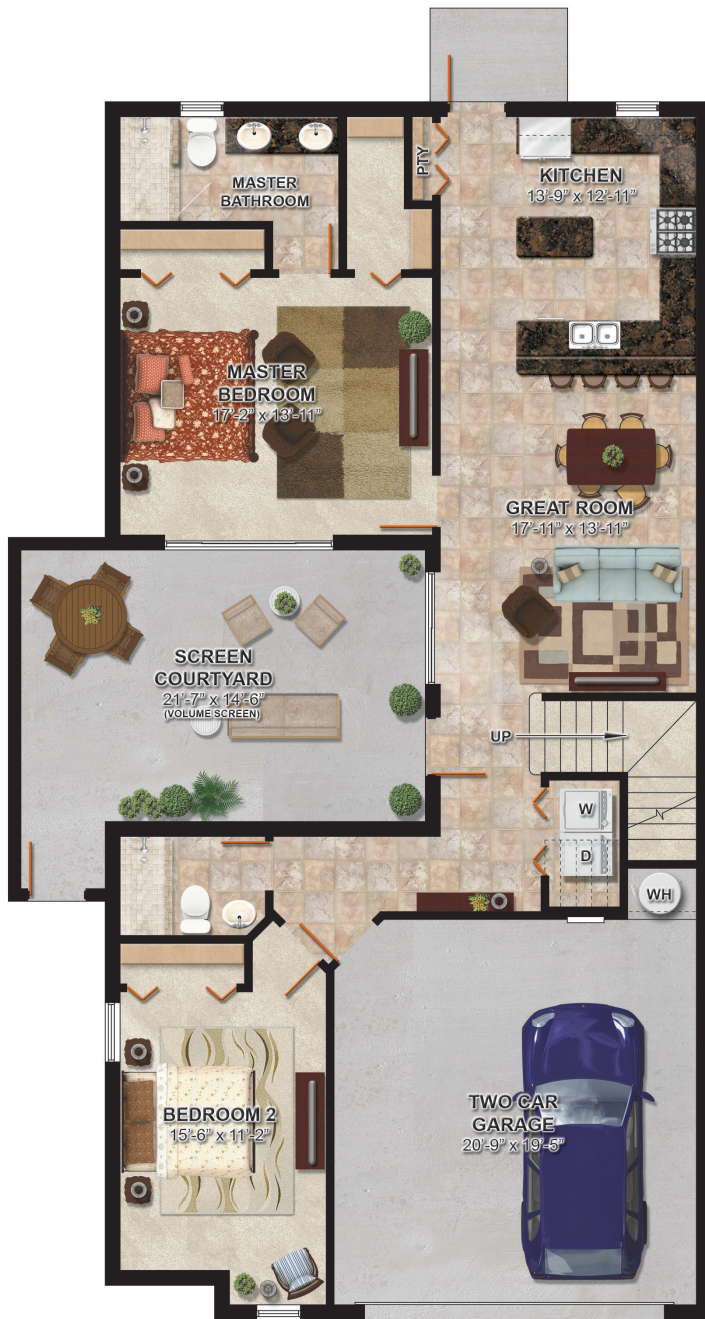 MASTER
BATHROOM
PTY
KITCHEN
13'-9" x 12'-11"
MASTER
BEDROOM
17'-2" x 13'-11"
GREAT ROOM
17'-11" x 13'-11"
SCREEN
COURTYARD
21'-7" x 14'-6"
(VOLUME SCREEN)
UP
W
D
WH
BEDROOM 2
15'-6" x 11'-2"
TWO CAR
GARAGE
20'-9" x 19'-5"